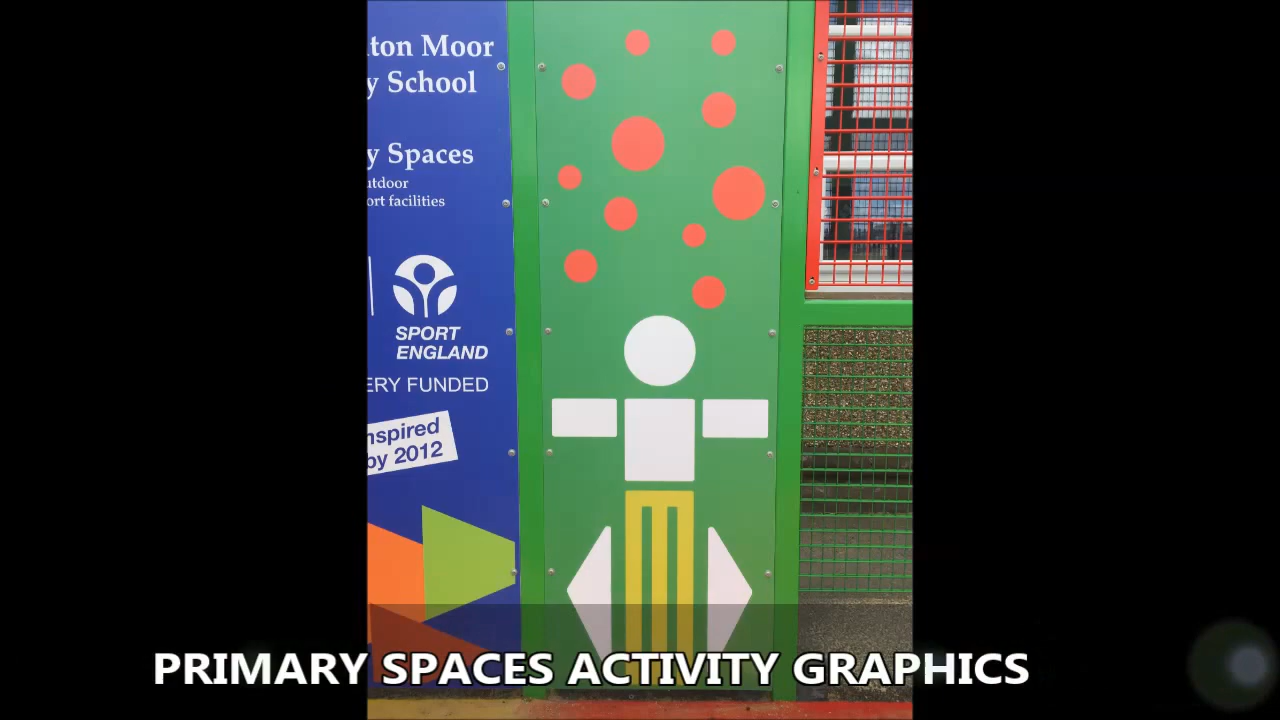 ton Moor
y School
y Spaces
utdoor
ort facilities
SPORT
ENGLAND
ERY FUNDED
nspired
by 2012
PRIMARY SPACES ACTIVITY GRAPHICS